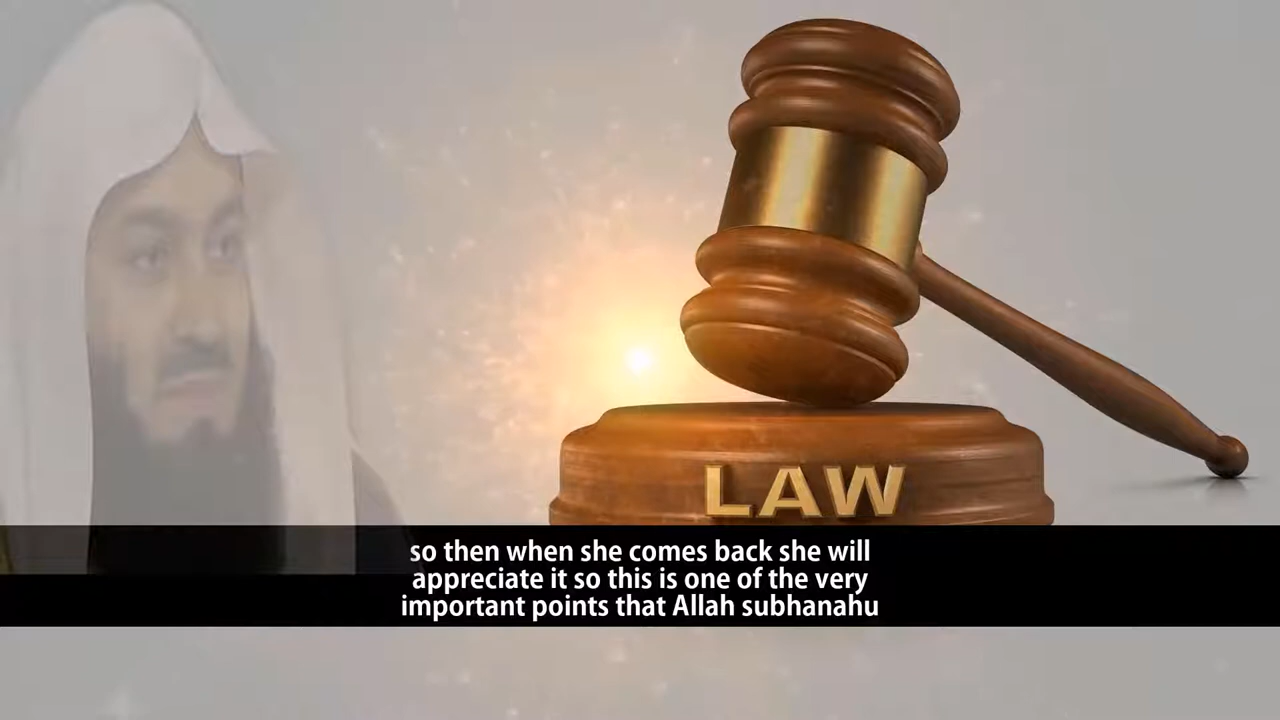 LAW
so then when she comes back she will
appreciate it so this is one of the very
important points that Allah subhanahu